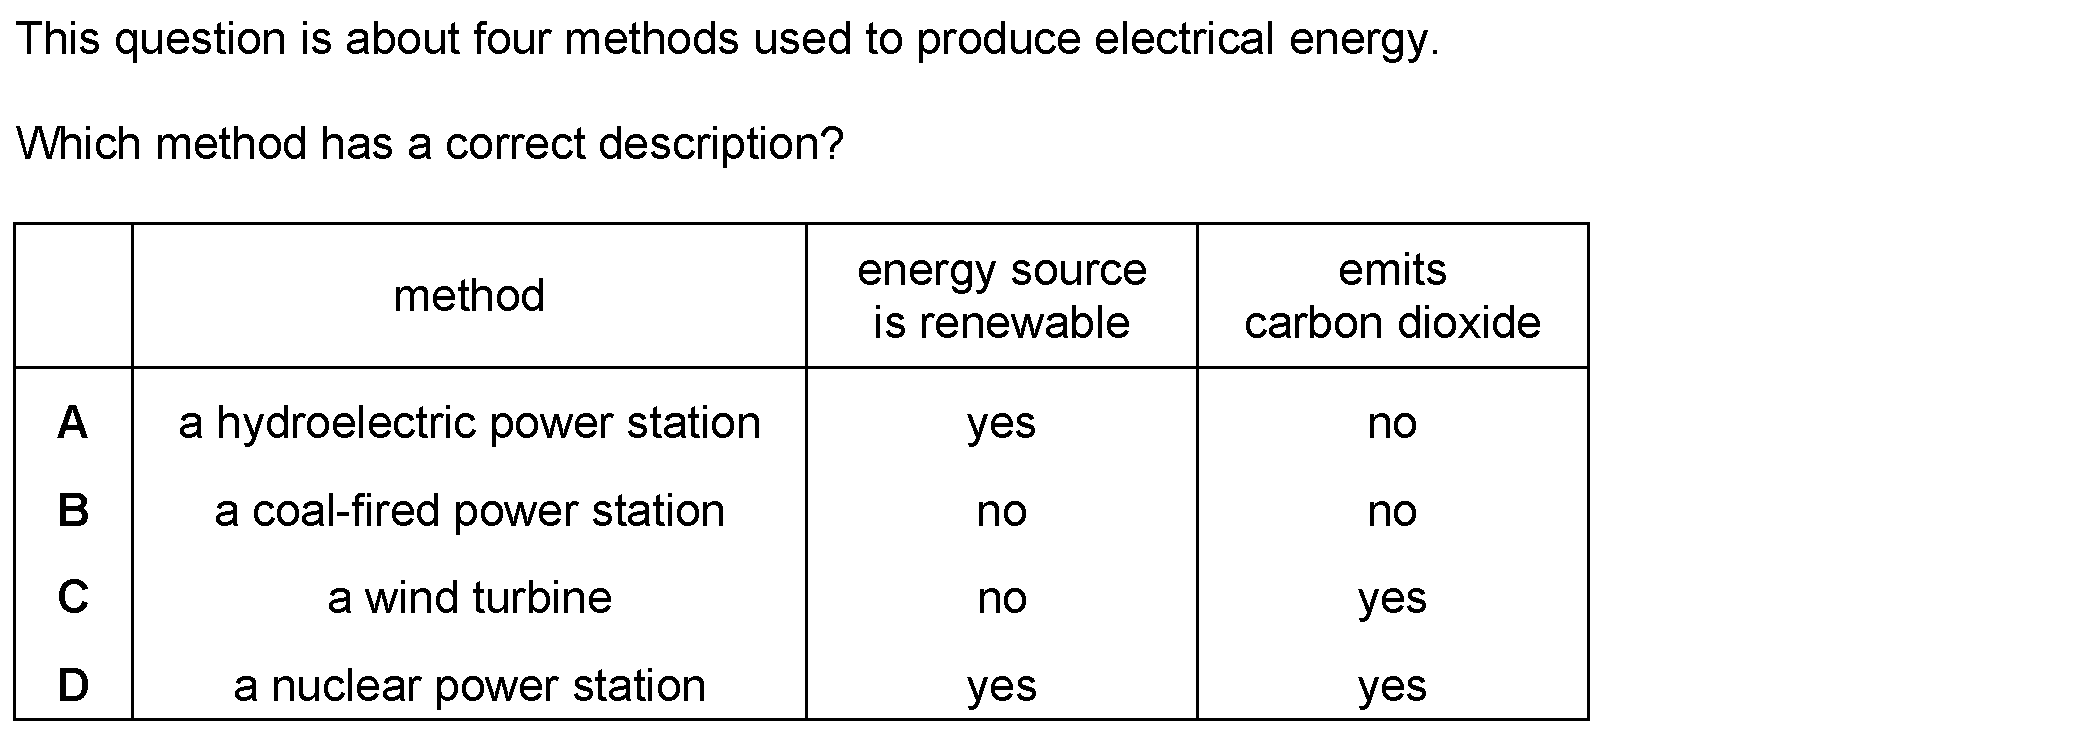 This question is about four methods used to produce electrical energy.
Which method has a correct description?
method
energy source
is renewable
emits
carbon dioxide
A a hydroelectric power station yes no
B a coal-fired power station no no
C a wind turbine no yes
D a nuclear power station yes yes